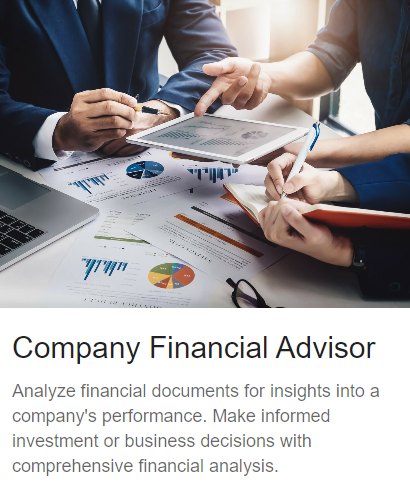 Company Financial Advisor
Analyze financial documents for insights into a
company's performance. Make informed
investment or business decisions with
comprehensive financial analysis.